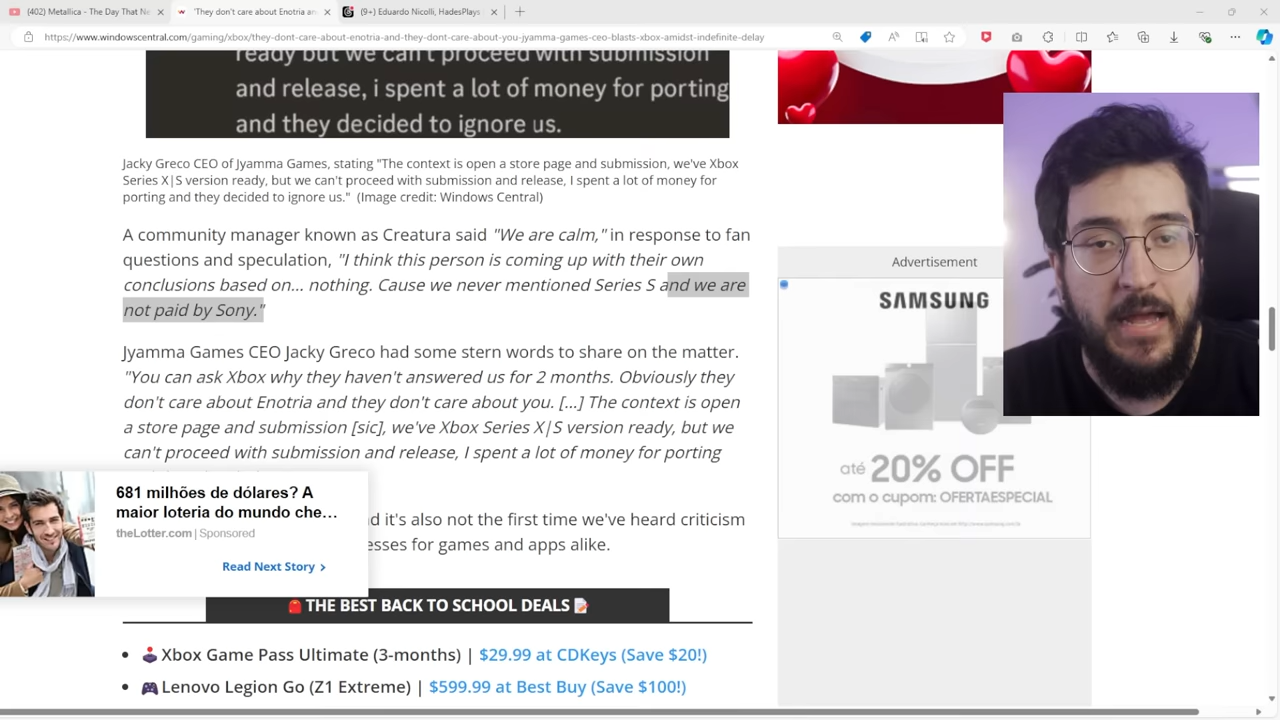 (402) Metallica - The Day That Ne
'They don't care about Enotria an
(9+) Eduardo Nicolli, HadesPlays
https://www.windowscentral.com/gaming/xbox/they-dont-care-about-enotria-and-they-dont-care-about-you-jyamma-games-ceo-blasts-xbox-amidst-indefinite-delay
ready but we can't proceed with submission
and release, i spent a lot of money for porting
and they decided to ignore us.
Jacky Greco CEO of Jyamma Games, stating "The context is open a store page and submission, we've Xbox
Series X|S version ready, but we can't proceed with submission and release, I spent a lot of money for
porting and they decided to ignore us." (Image credit: Windows Central)
A community manager known as Creatura said "We are calm," in response to fan
questions and speculation, "I think this person is coming up with their own
conclusions based on... nothing. Cause we never mentioned Series S and we are
not paid by Sony."
Jyamma Games CEO Jacky Greco had some stern words to share on the matter.
"You can ask Xbox why they haven't answered us for 2 months. Obviously they
don't care about Enotria and they don't care about you. [...] The context is open
a store page and submission [sic], we've Xbox Series X|S version ready, but we
can't proceed with submission and release, I spent a lot of money for porting
d it's also not the first time we've heard criticism
esses for games and apps alike.
681 milhões de dólares? A
maior loteria do mundo che...
theLotter.com | Sponsored
Read Next Story >
THE BEST BACK TO SCHOOL DEALS
Xbox Game Pass Ultimate (3-months) | $29.99 at CDKeys (Save $20!)
Lenovo Legion Go (Z1 Extreme) | $599.99 at Best Buy (Save $100!)
Advertisement
SAMSUNG
até 20% OFF
com o cupom: OFERTAESPECIAL